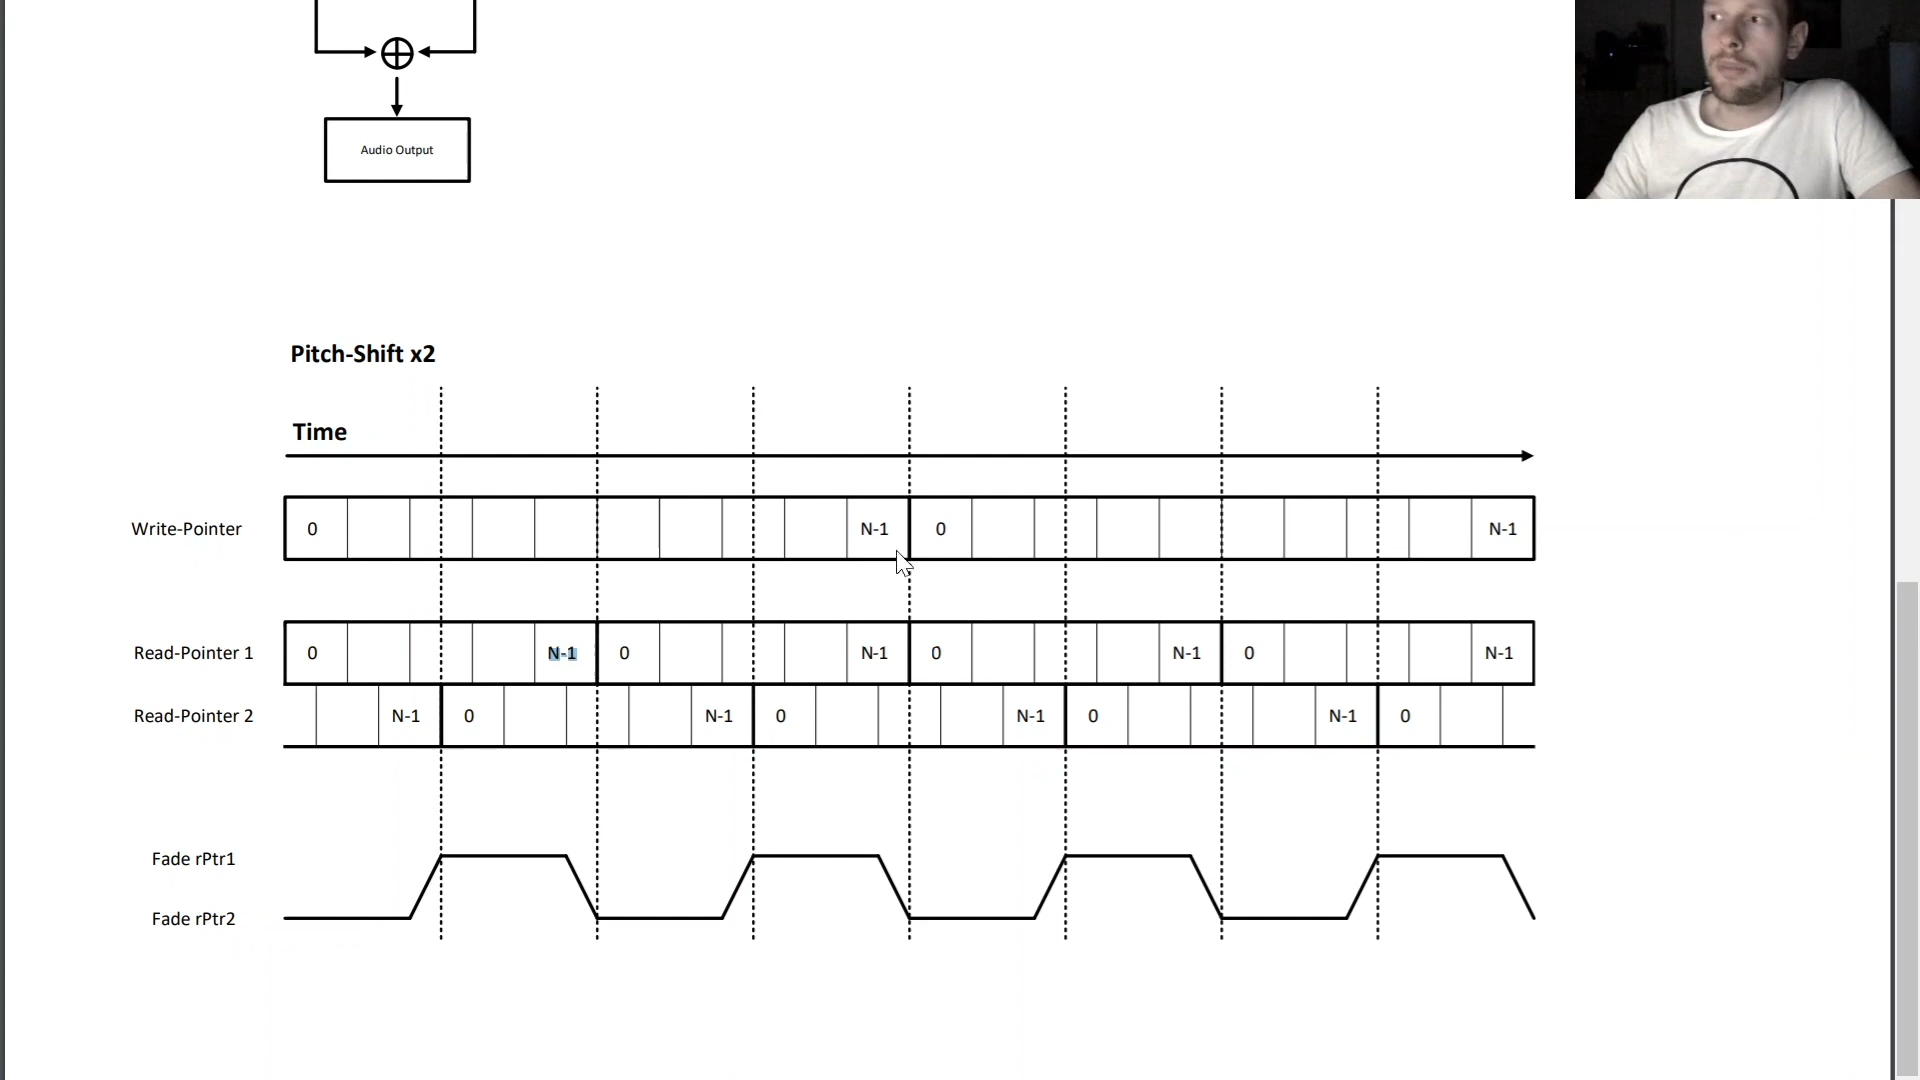 Audio Output
Pitch-Shift x2
Time
Write-Pointer 0 N-1 0 N-1
Read-Pointer 1 0 N-1 0 N-1 0 N-1 0 N-1
Read-Pointer 2 N-1 0 N-1 0 N-1 0 N-1 0
Fade rPtr1
Fade rPtr2